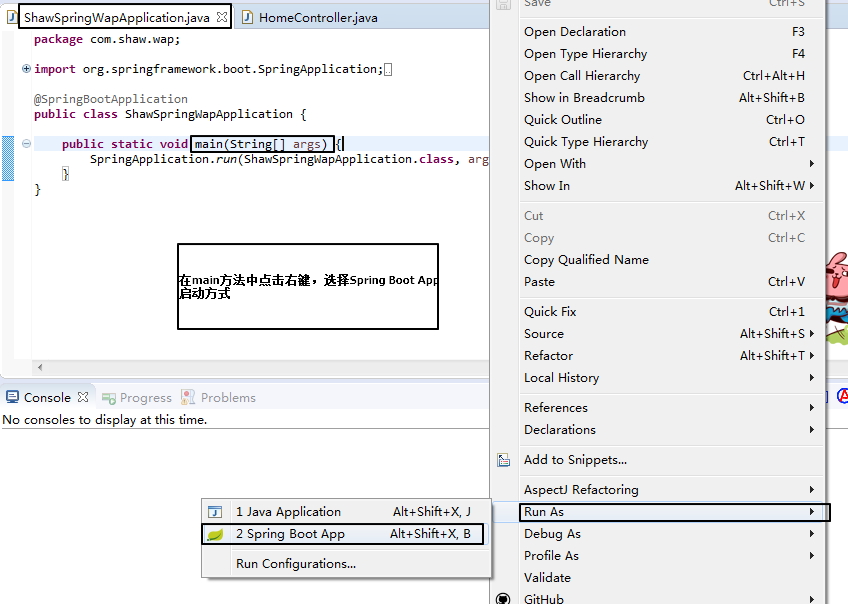 ShawSpringWapApplication.java
HomeController.java
package com.shaw.wap;
import org.springframework.boot.SpringApplication;
@SpringBootApplication
public class ShawSpringWapApplication {
public static void main(String[] args) {
SpringApplication.run(ShawSpringWapApplication.class, arg
}
}
在main方法中点击右键，选择Spring Boot App
启动方式
Console
Progress
Problems
No consoles to display at this time.
Save Ctrl+S
Open Declaration F3
Open Type Hierarchy F4
Open Call Hierarchy Ctrl+Alt+H
Show in Breadcrumb Alt+Shift+B
Quick Outline Ctrl+O
Quick Type Hierarchy Ctrl+T
Open With
Show In Alt+Shift+W
Cut Ctrl+X
Copy Ctrl+C
Copy Qualified Name
Paste Ctrl+V
Quick Fix Ctrl+1
Source Alt+Shift+S
Refactor Alt+Shift+T
Local History
References
Declarations
Add to Snippets...
AspectJ Refactoring
Run As
Debug As
Profile As
Validate
GitHub
1 Java Application Alt+Shift+X, J
2 Spring Boot App Alt+Shift+X, B
Run Configurations...